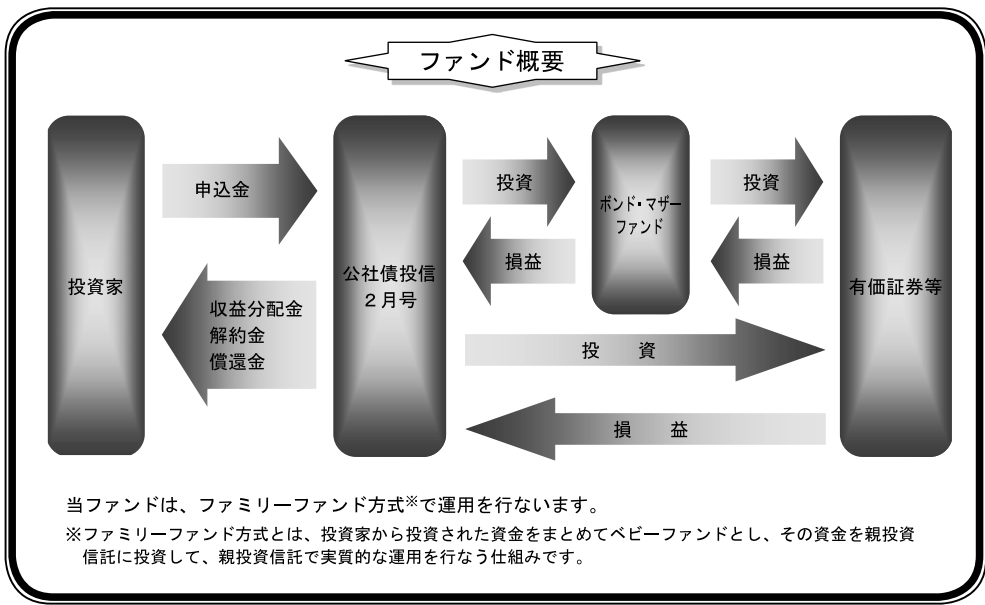 ファンド概要
投資家
申込金
収益分配金
解約金
償還金
公社債投信
２月号
投資
損益
ボンド・マザー
ファンド
投資
損益
投　資
損　益
有価証券等
当ファンドは、ファミリーファンド方式※で運用を行ないます。
※ファミリーファンド方式とは、投資家から投資された資金をまとめてベビーファンドとし、その資金を親投資
信託に投資して、親投資信託で実質的な運用を行なう仕組みです。